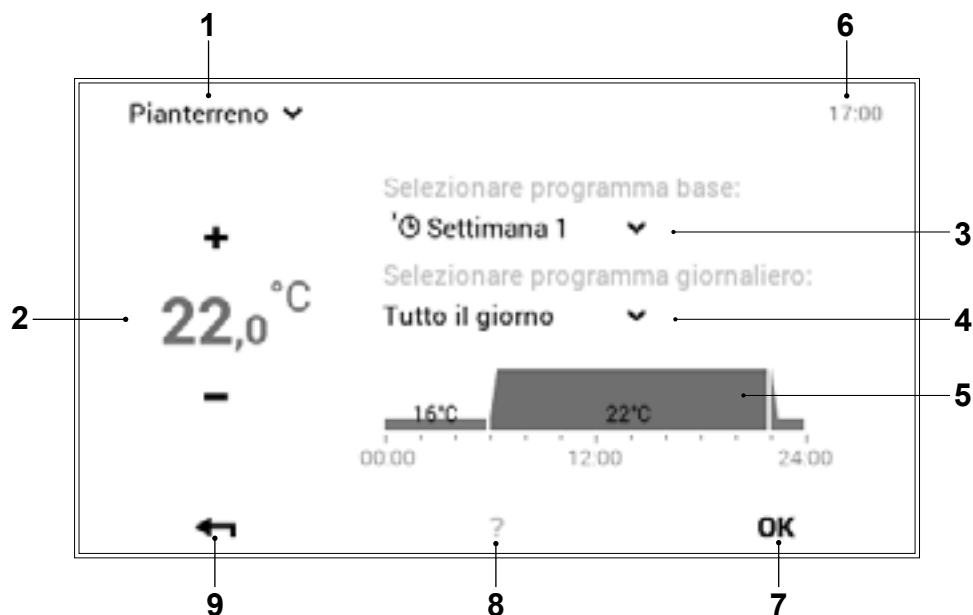 1 6
Pianterreno 17:00
Selezionare programma base:
+ Settimana 1 3
Selezionare programma giornaliero:
2 22,0 °C Tutto il giorno 4
− 16°C 22°C 5
00:00 12:00 24:00
? OK
9 8 7